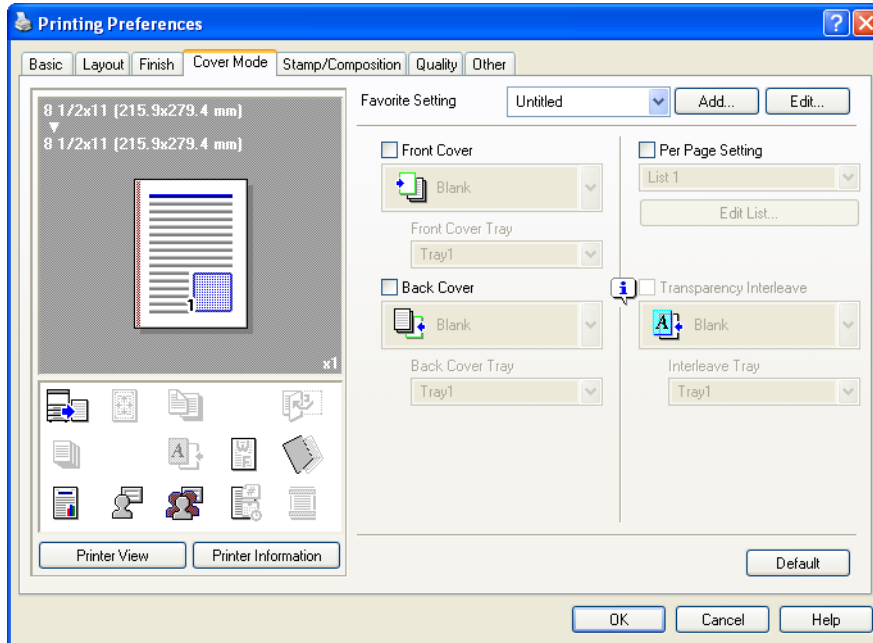 Printing Preferences
Basic Layout Finish Cover Mode Stamp/Composition Quality Other
8 1/2x11 (215.9x279.4 mm)
8 1/2x11 (215.9x279.4 mm)
1
x1
Printer View Printer Information
Favorite Setting Untitled Add... Edit...
Front Cover
Blank
Front Cover Tray
Tray1
Back Cover
Blank
Back Cover Tray
Tray1
Per Page Setting
List 1
Edit List...
Transparency Interleave
Blank
Interleave Tray
Tray1
Default
OK Cancel Help